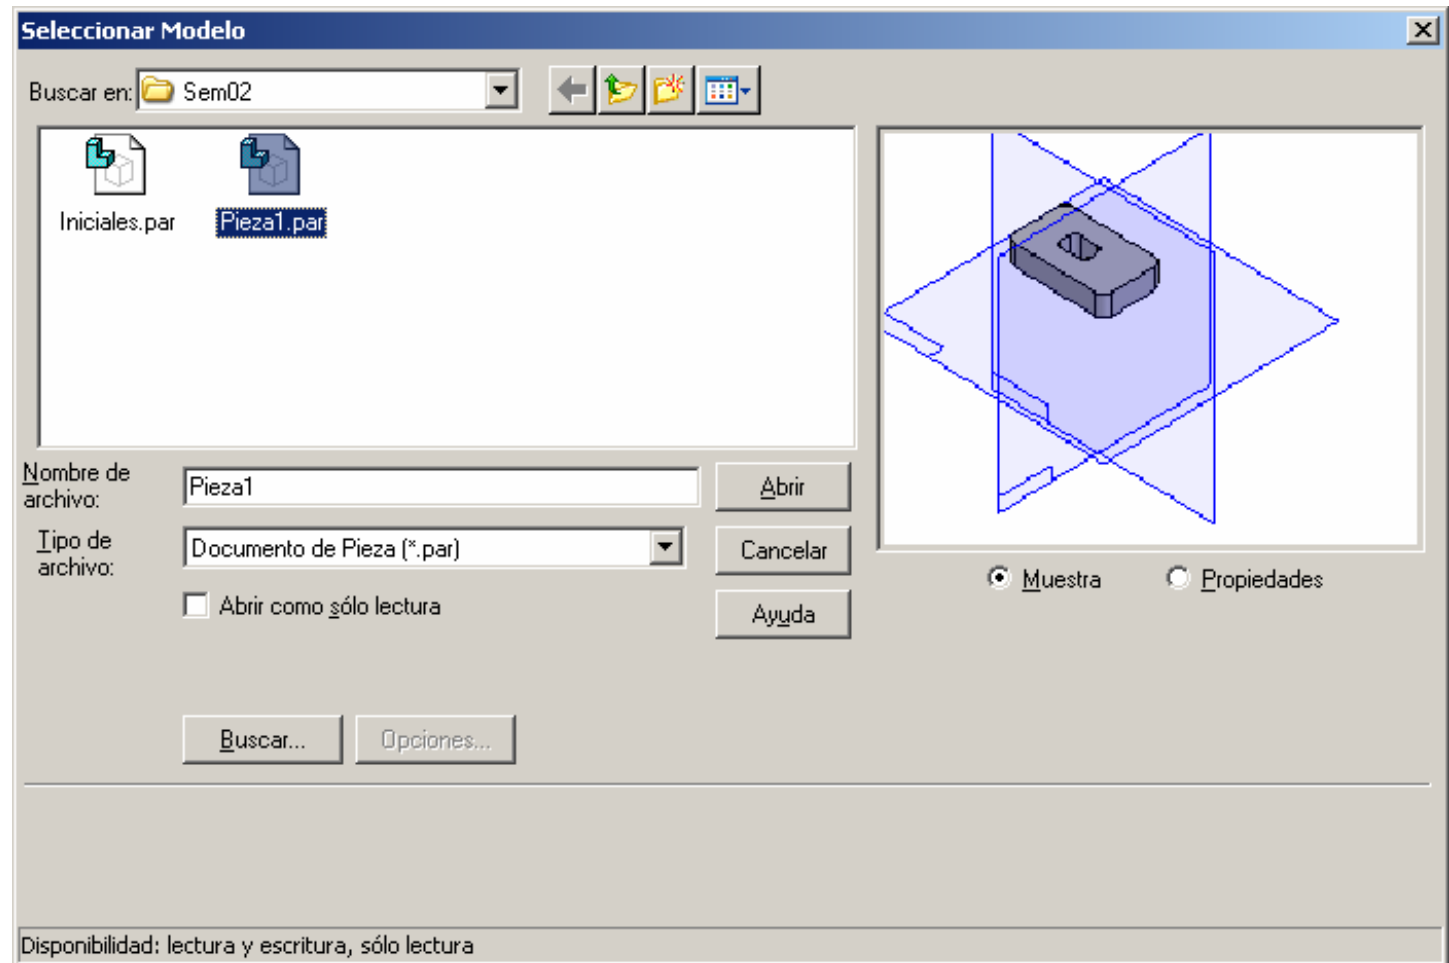 Seleccionar Modelo
Buscar en: Sem02
Iniciales.par Pieza1.par
Nombre de
archivo:
Pieza1
Abrir
Tipo de
archivo:
Documento de Pieza (*.par)
Cancelar
Muestra Propiedades
Abrir como sólo lectura
Ayuda
Buscar... Opciones...
Disponibilidad: lectura y escritura, sólo lectura